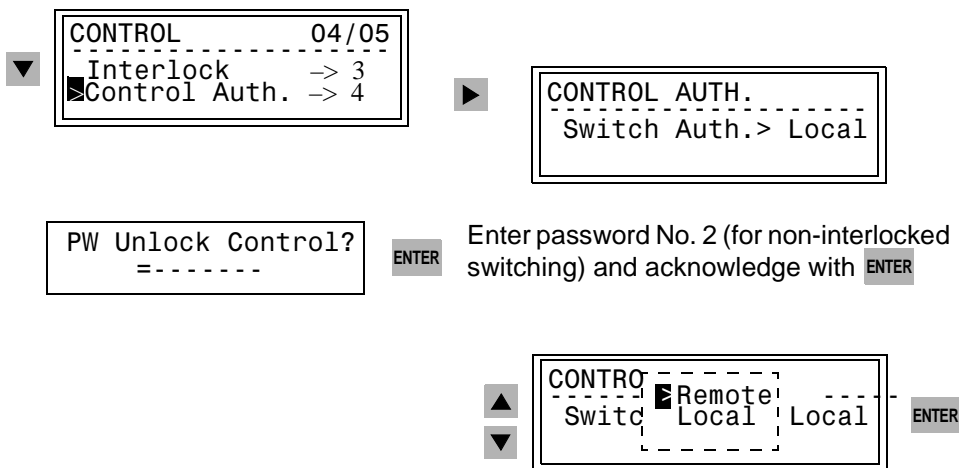 CONTROL 04/05
---------------------
Interlock –> 3
>Control Auth. –> 4
CONTROL AUTH.
---------------------
Switch Auth.> Local
PW Unlock Control?
=-------
ENTER
Enter password No. 2 (for non-interlocked
switching) and acknowledge with ENTER
CONTRO
>Remote
Switc Local Local
ENTER